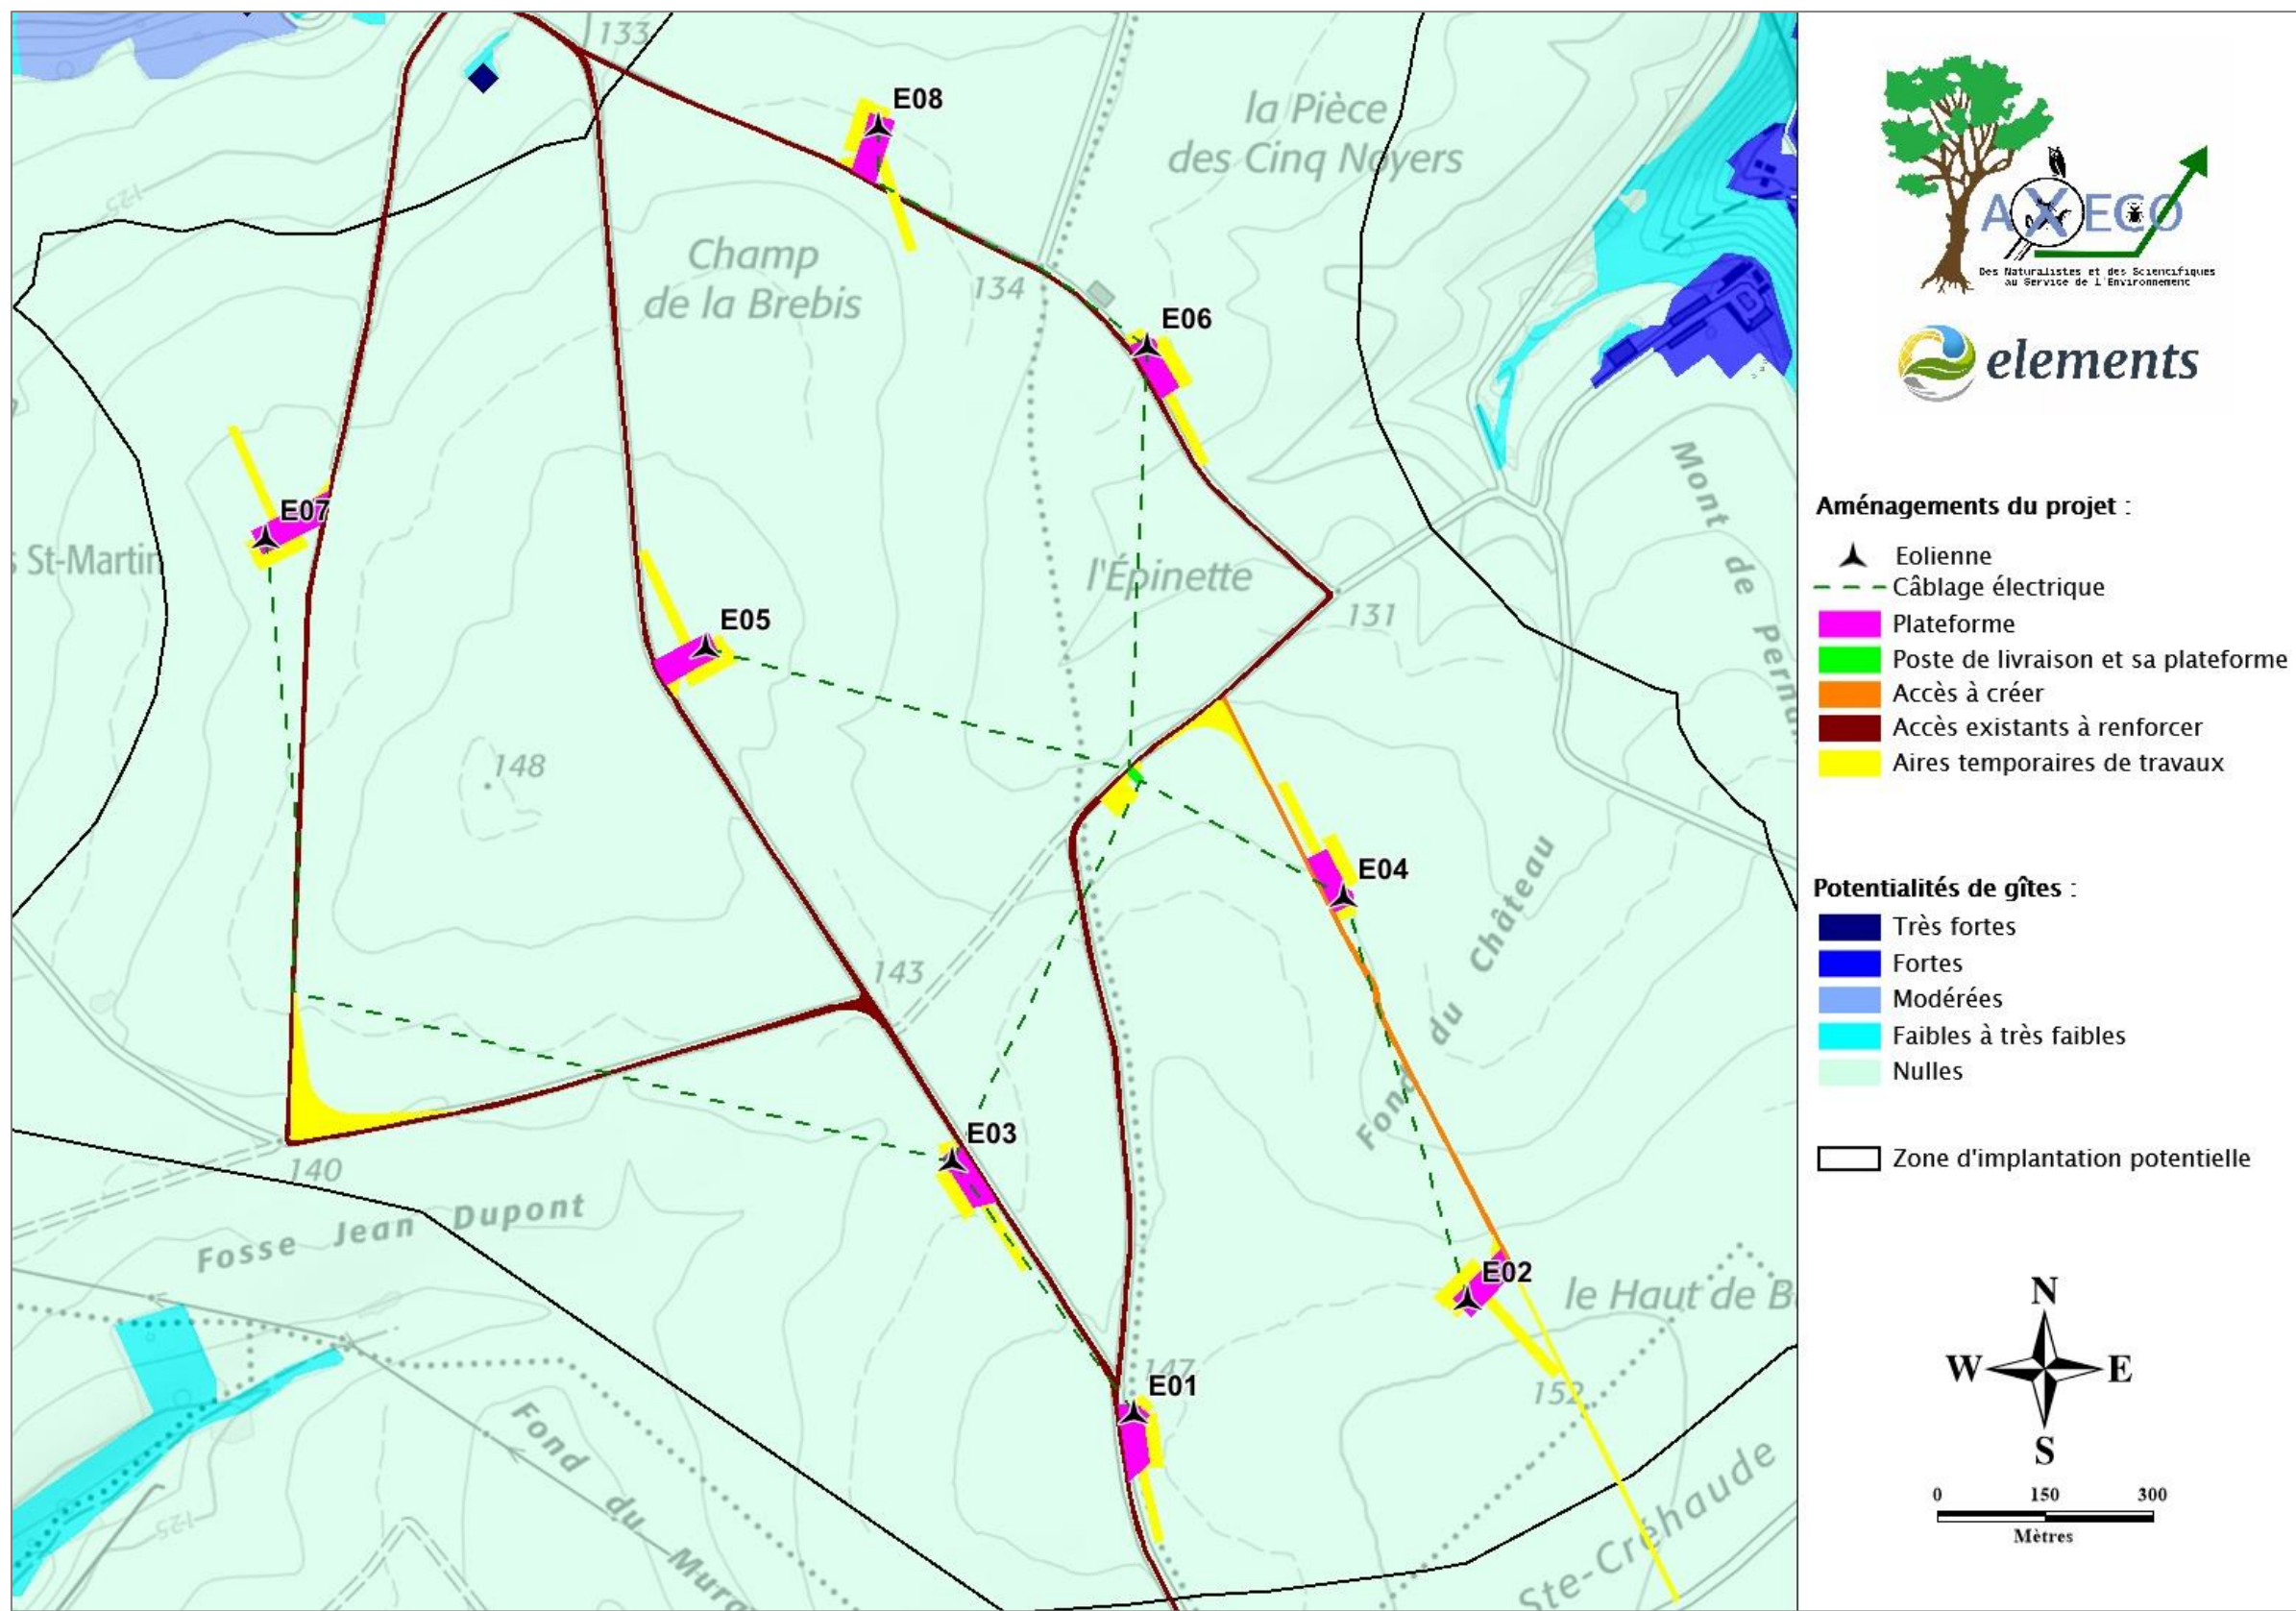 133
E08
la Pièce
des Cinq Noyers
125
Champ
de la Brebis
134
E06
E07
St-Martin
l'Épinette
131
Mont de
E05
148
E04
Fond du Château
143
E03
140
Fosse Jean Dupont
E02
le Haut de
147
E01
152
Fond du
125
Ste-Créhaude
AXECO
Des Naturalistes et des Scientifiques
au Service de l'Environnement
elements
Aménagements du projet :
Eolienne
Câblage électrique
Plateforme
Poste de livraison et sa plateforme
Accès à créer
Accès existants à renforcer
Aires temporaires de travaux
Potentialités de gîtes :
Très fortes
Fortes
Modérées
Faibles à très faibles
Nulles
Zone d'implantation potentielle
N
W E
S
0 150 300
Mètres